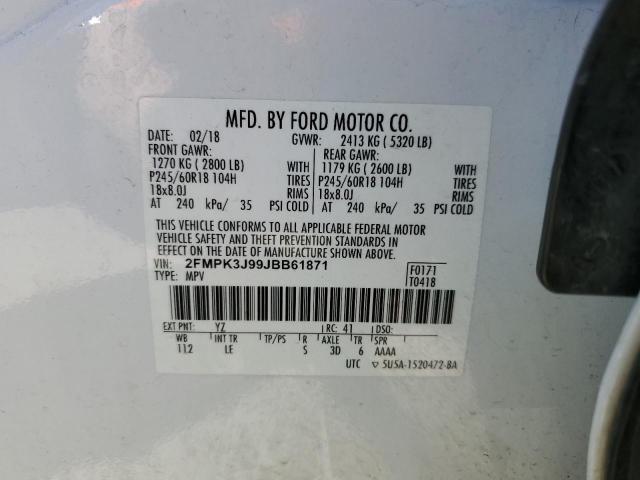 MFD. BY FORD MOTOR CO.
DATE: 02/18 GVWR: 2413 KG ( 5320 LB)
FRONT GAWR: REAR GAWR:
1270 KG ( 2800 LB) WITH 1179 KG ( 2600 LB) WITH
P245/60R18 104H TIRES P245/60R18 104H TIRES
18x8.0J RIMS 18x8.0J RIMS
AT 240 kPa/ 35 PSI COLD AT 240 kPa/ 35 PSI COLD
THIS VEHICLE CONFORMS TO ALL APPLICABLE FEDERAL MOTOR
VEHICLE SAFETY AND THEFT PREVENTION STANDARDS IN
EFFECT ON THE DATE OF MANUFACTURE SHOWN ABOVE.
VIN: 2FMPK3J99JBB61871 F0171
TYPE: MPV T0418
EXT PNT: YZ RC: 41 DSO:
WB INT TR TP/PS R AXLE TR SPR
112 LE S 3D 6 AAAA
UTC ▽ 5U5A-1520472-BA